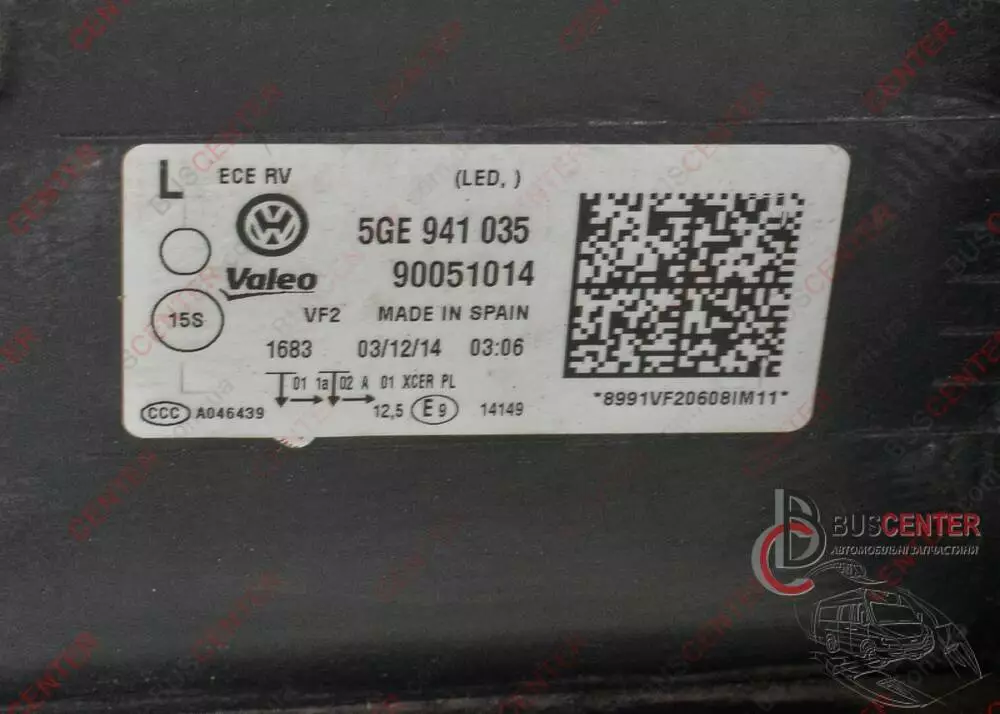 L ECE RV (LED, )
5GE 941 035
Valeo 90051014
15S VF2 MADE IN SPAIN
1683 03/12/14 03:06
01 1a 02 A 01 XCER PL
CCC A046439 12,5 E9 14149
*8991VF20608IM11*
BUSCENTER
АВТОМОБІЛЬНІ ЗАПЧАСТИНИ